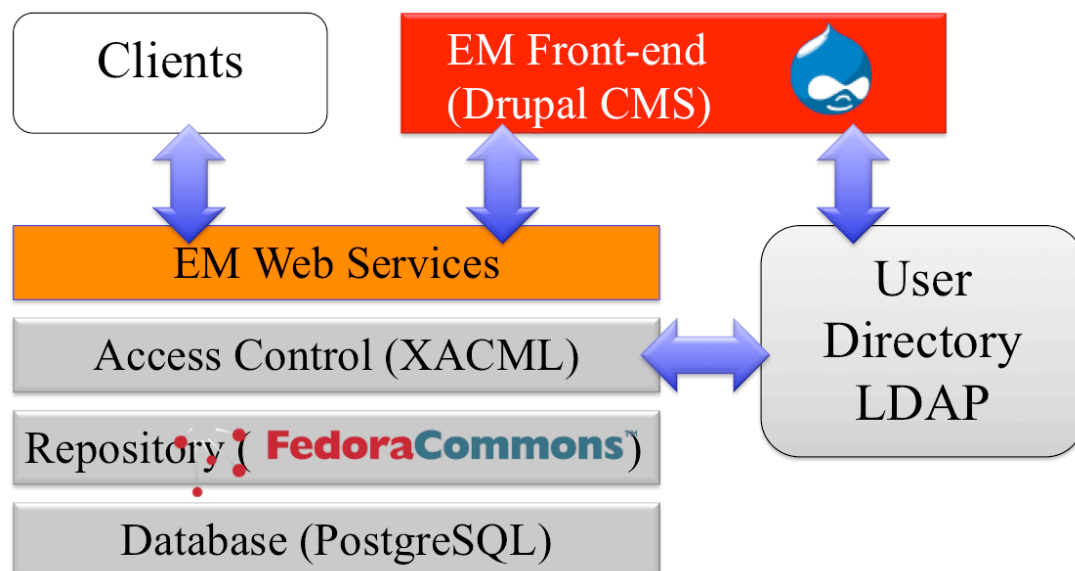 Clients
EM Front-end
(Drupal CMS)
EM Web Services
Access Control (XACML)
User
Directory
LDAP
Repository ( FedoraCommons™)
Database (PostgreSQL)